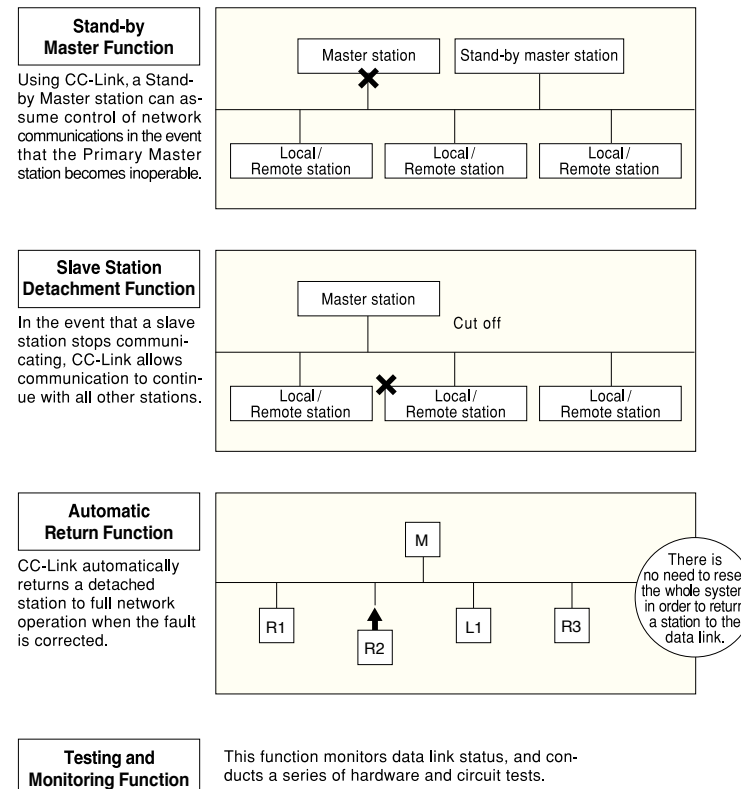 Stand-by
Master Function
Using CC-Link, a Stand-
by Master station can as-
sume control of network
communications in the event
that the Primary Master
station becomes inoperable.
Master station
Stand-by master station
Local/
Remote station
Local/
Remote station
Local/
Remote station
Slave Station
Detachment Function
In the event that a slave
station stops communi-
cating, CC-Link allows
communication to contin-
ue with all other stations.
Master station
Cut off
Local/
Remote station
Local/
Remote station
Local/
Remote station
Automatic
Return Function
CC-Link automatically
returns a detached
station to full network
operation when the fault
is corrected.
M
R1
R2
L1
R3
There is
no need to rese
the whole system
in order to return
a station to the
data link.
Testing and
Monitoring Function
This function monitors data link status, and con-
ducts a series of hardware and circuit tests.